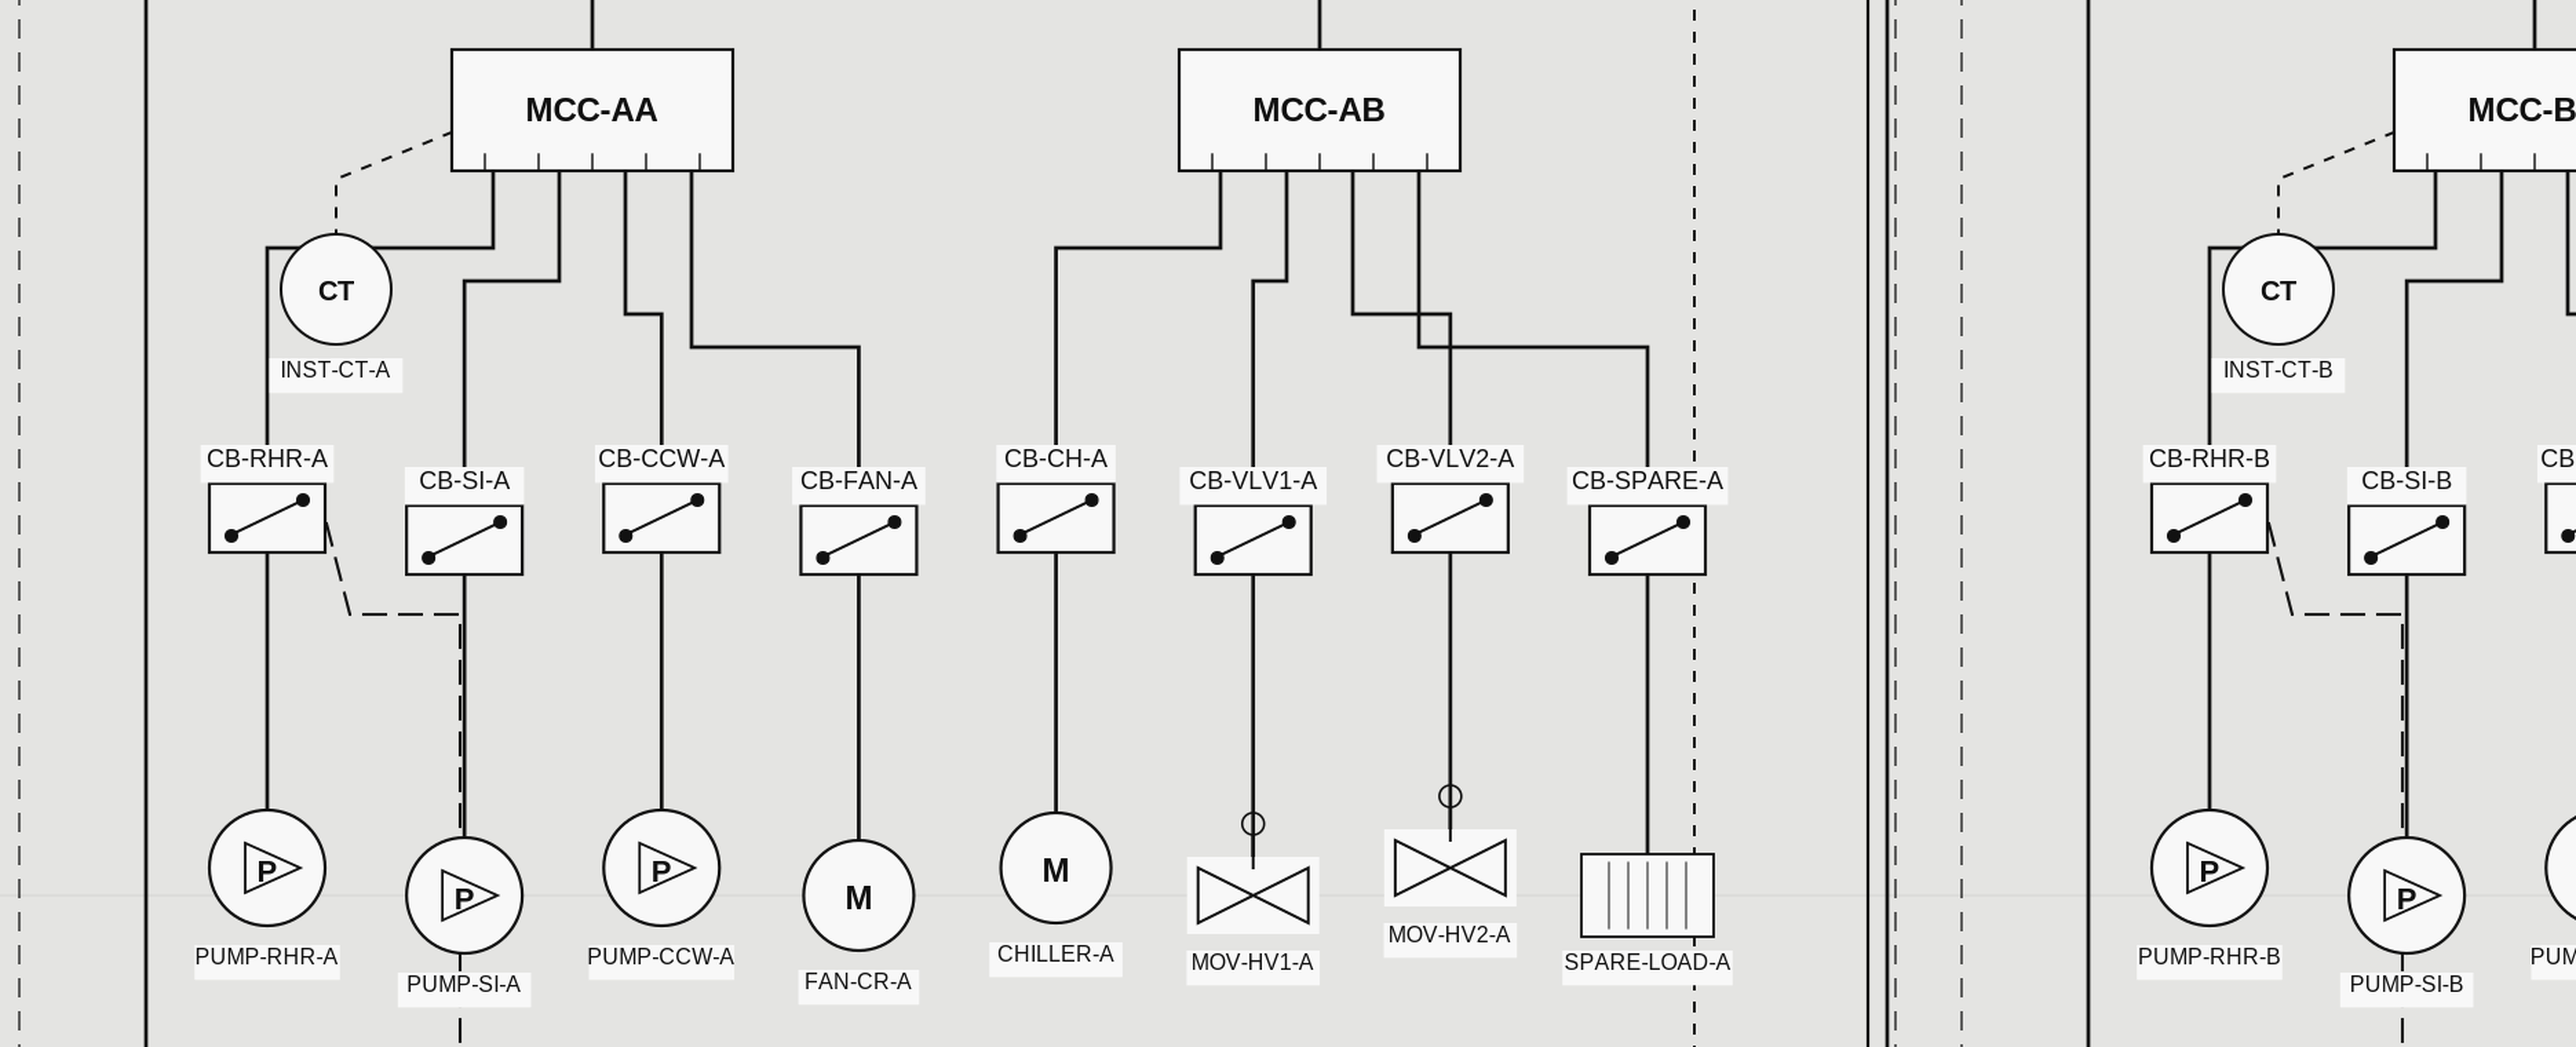 MCC-AA
MCC-AB
MCC-B
CT
CT
INST-CT-A
INST-CT-B
CB-RHR-A
CB-CCW-A
CB-CH-A
CB-VLV2-A
CB-RHR-B
CB
CB-SI-A
CB-FAN-A
CB-VLV1-A
CB-SPARE-A
CB-SI-B
P
P
P
M
M
P
P
PUMP-RHR-A
PUMP-SI-A
PUMP-CCW-A
FAN-CR-A
CHILLER-A
MOV-HV1-A
MOV-HV2-A
SPARE-LOAD-A
PUMP-RHR-B
PUMP-SI-B
PUM